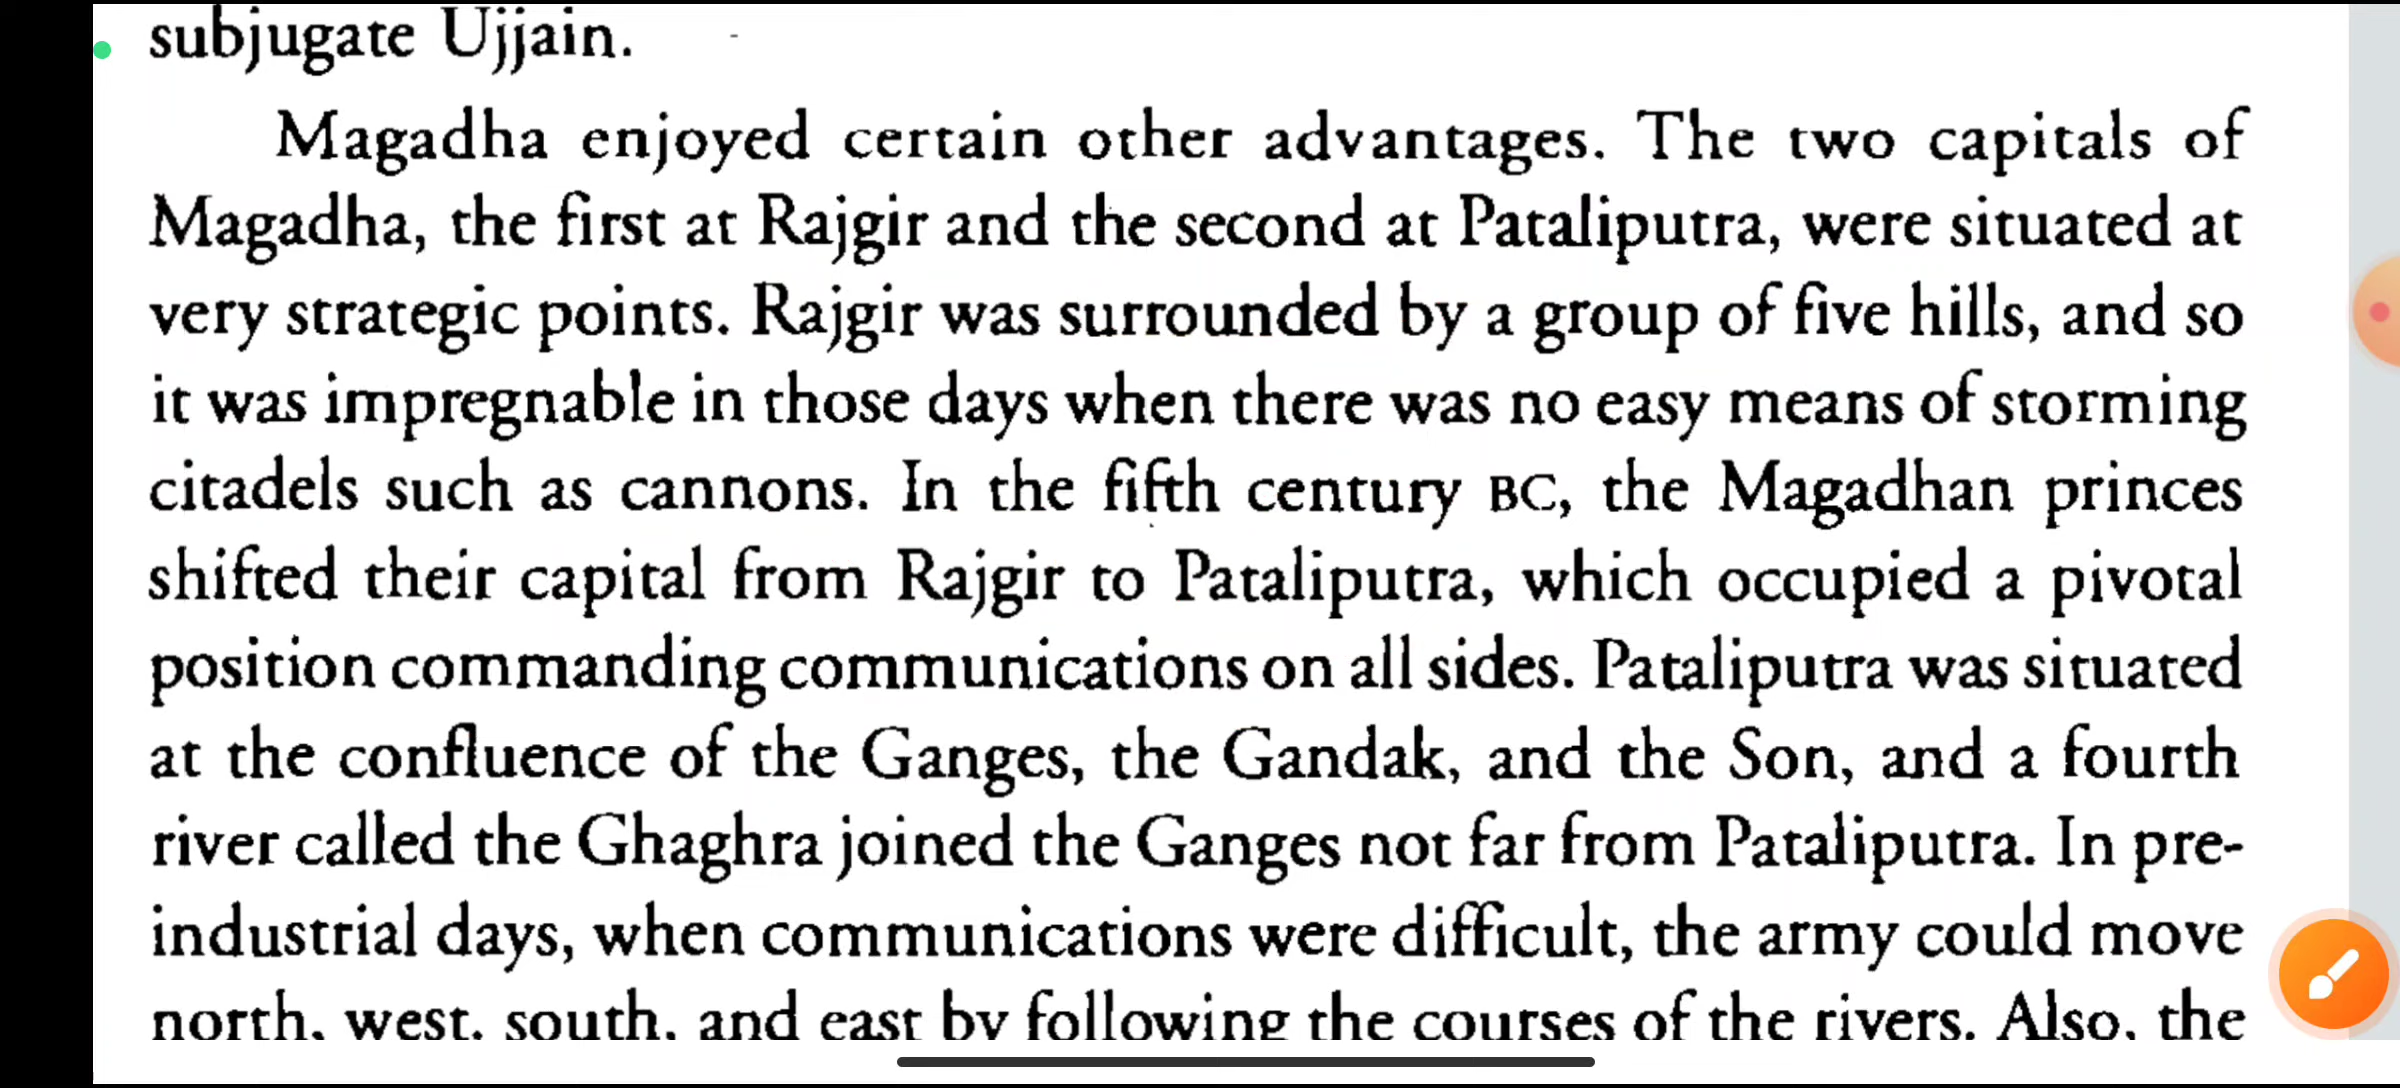 subjugate Ujjain.
Magadha enjoyed certain other advantages. The two capitals of
Magadha, the first at Rajgir and the second at Pataliputra, were situated at
very strategic points. Rajgir was surrounded by a group of five hills, and so
it was impregnable in those days when there was no easy means of storming
citadels such as cannons. In the fifth century BC, the Magadhan princes
shifted their capital from Rajgir to Pataliputra, which occupied a pivotal
position commanding communications on all sides. Pataliputra was situated
at the confluence of the Ganges, the Gandak, and the Son, and a fourth
river called the Ghaghra joined the Ganges not far from Pataliputra. In pre-
industrial days, when communications were difficult, the army could move
north, west, south, and east by following the courses of the rivers. Also, the